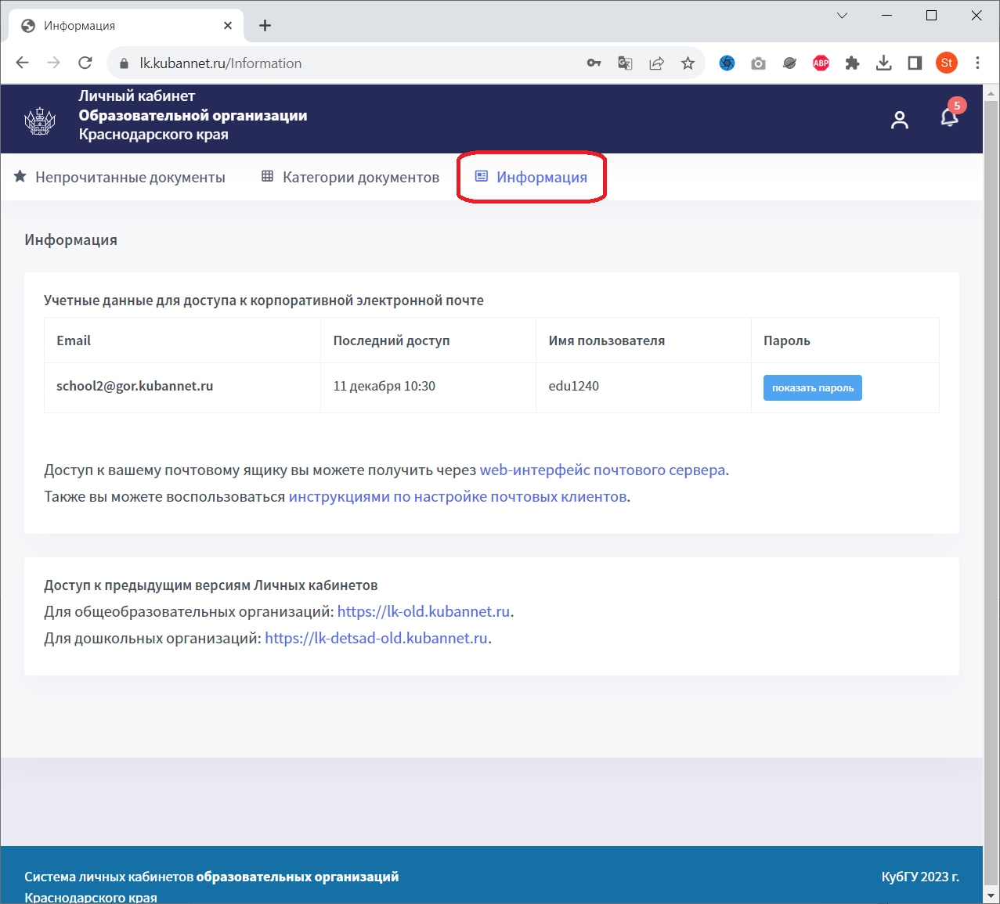 Информация
lk.kubannet.ru/Information
ABP
St
Личный кабинет
Образовательной организации
Краснодарского края
5
Непрочитанные документы
Категории документов
Информация
Информация
Учетные данные для доступа к корпоративной электронной почте
Email
Последний доступ
Имя пользователя
Пароль
school2@gor.kubannet.ru
11 декабря 10:30
edu1240
показать пароль
Доступ к вашему почтовому ящику вы можете получить через web-интерфейс почтового сервера.
Также вы можете воспользоваться инструкциями по настройке почтовых клиентов.
Доступ к предыдущим версиям Личных кабинетов
Для общеобразовательных организаций: https://lk-old.kubannet.ru.
Для дошкольных организаций: https://lk-detsad-old.kubannet.ru.
Система личных кабинетов образовательных организаций
Краснодарского края
КубГУ 2023 г.